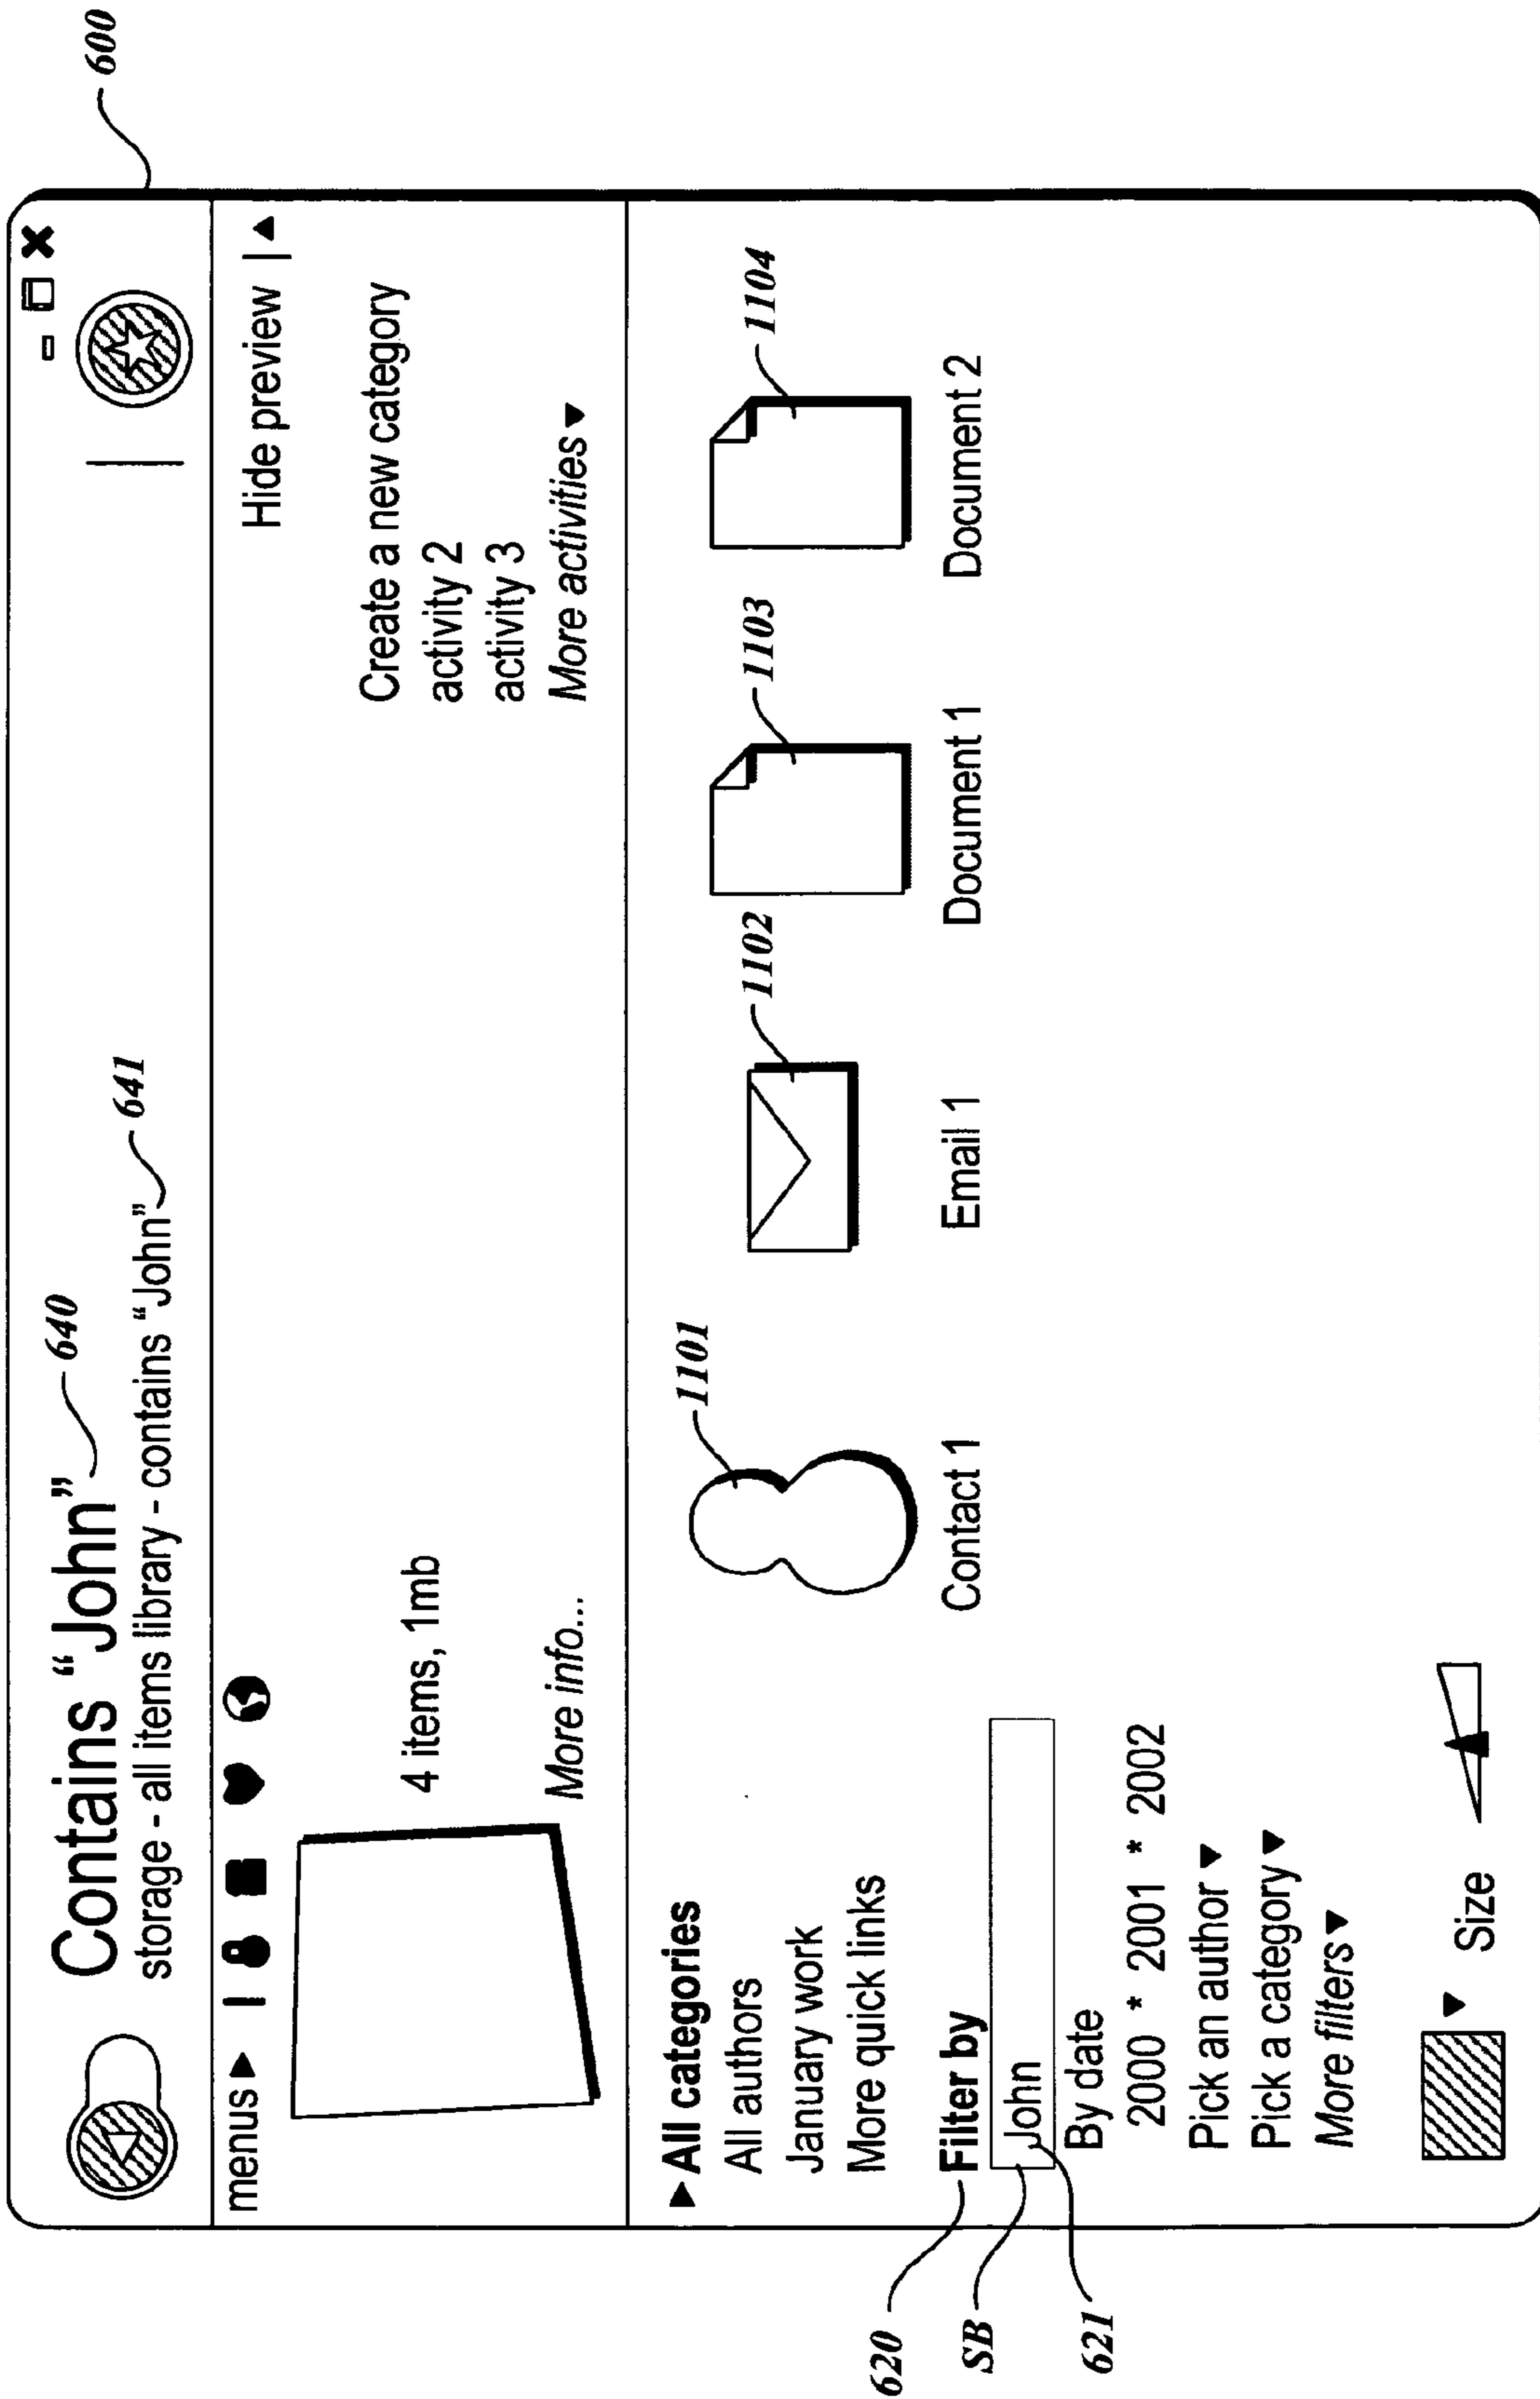 600
Contains “John” 640
storage - all items library - contains “John” 641
menus
Hide preview
4 items, 1mb
More info...
Create a new category
activity 2
activity 3
More activities
All categories
All authors
January work
More quick links
620 Filter by
SB
John
621
By date
2000 * 2001 * 2002
Pick an author
Pick a category
More filters
Size
1101
Contact 1
1102
Email 1
1103
Document 1
1104
Document 2